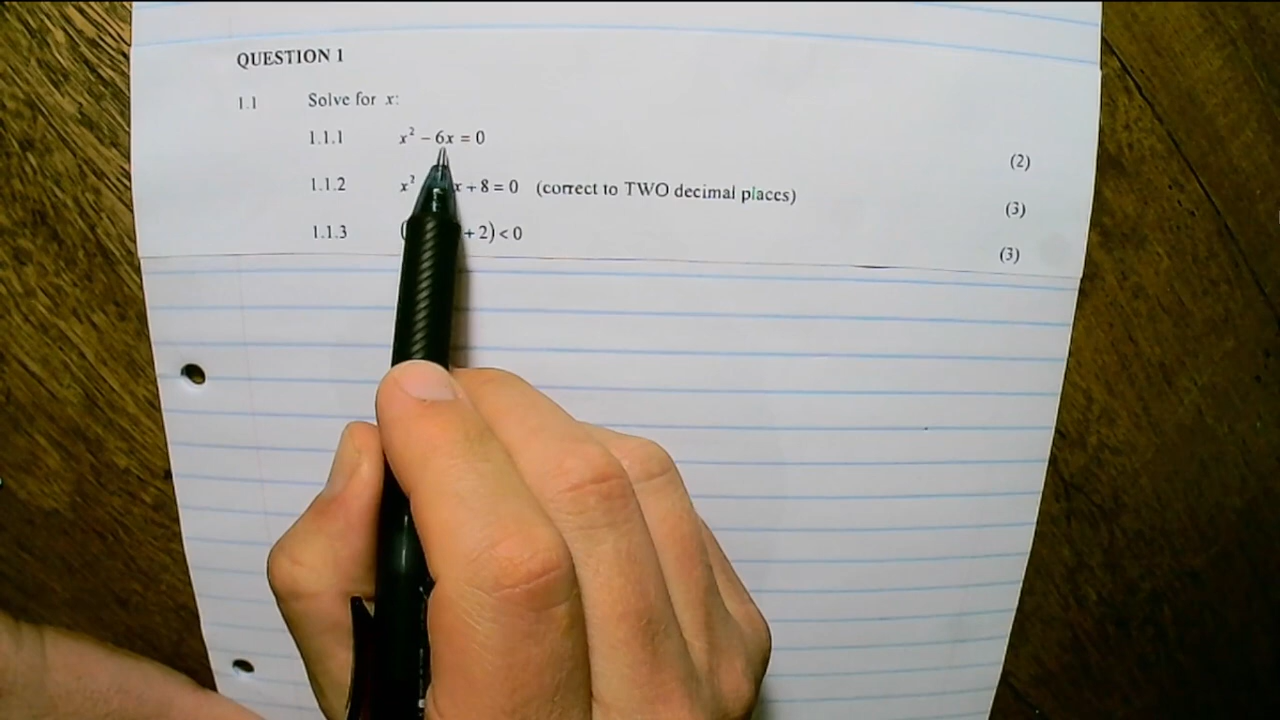 QUESTION 1
1.1 Solve for x:
1.1.1 x² − 6x = 0
(2)
1.1.2 x² x + 8 = 0 (correct to TWO decimal places)
(3)
1.1.3 ( + 2) < 0
(3)